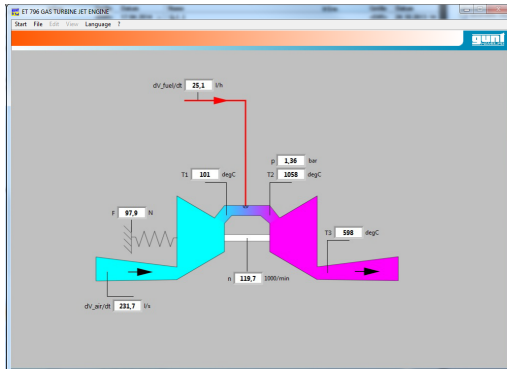 ET 796 GAS TURBINE JET ENGINE
Start File Edit View Language ?
gunt
dV_fuel/dt 25,1 l/h
p 1,36 bar
T1 101 degC
T2 1058 degC
F 97,9 N
T3 598 degC
n 119,7 1000/min
dV_air/dt 231,7 l/s